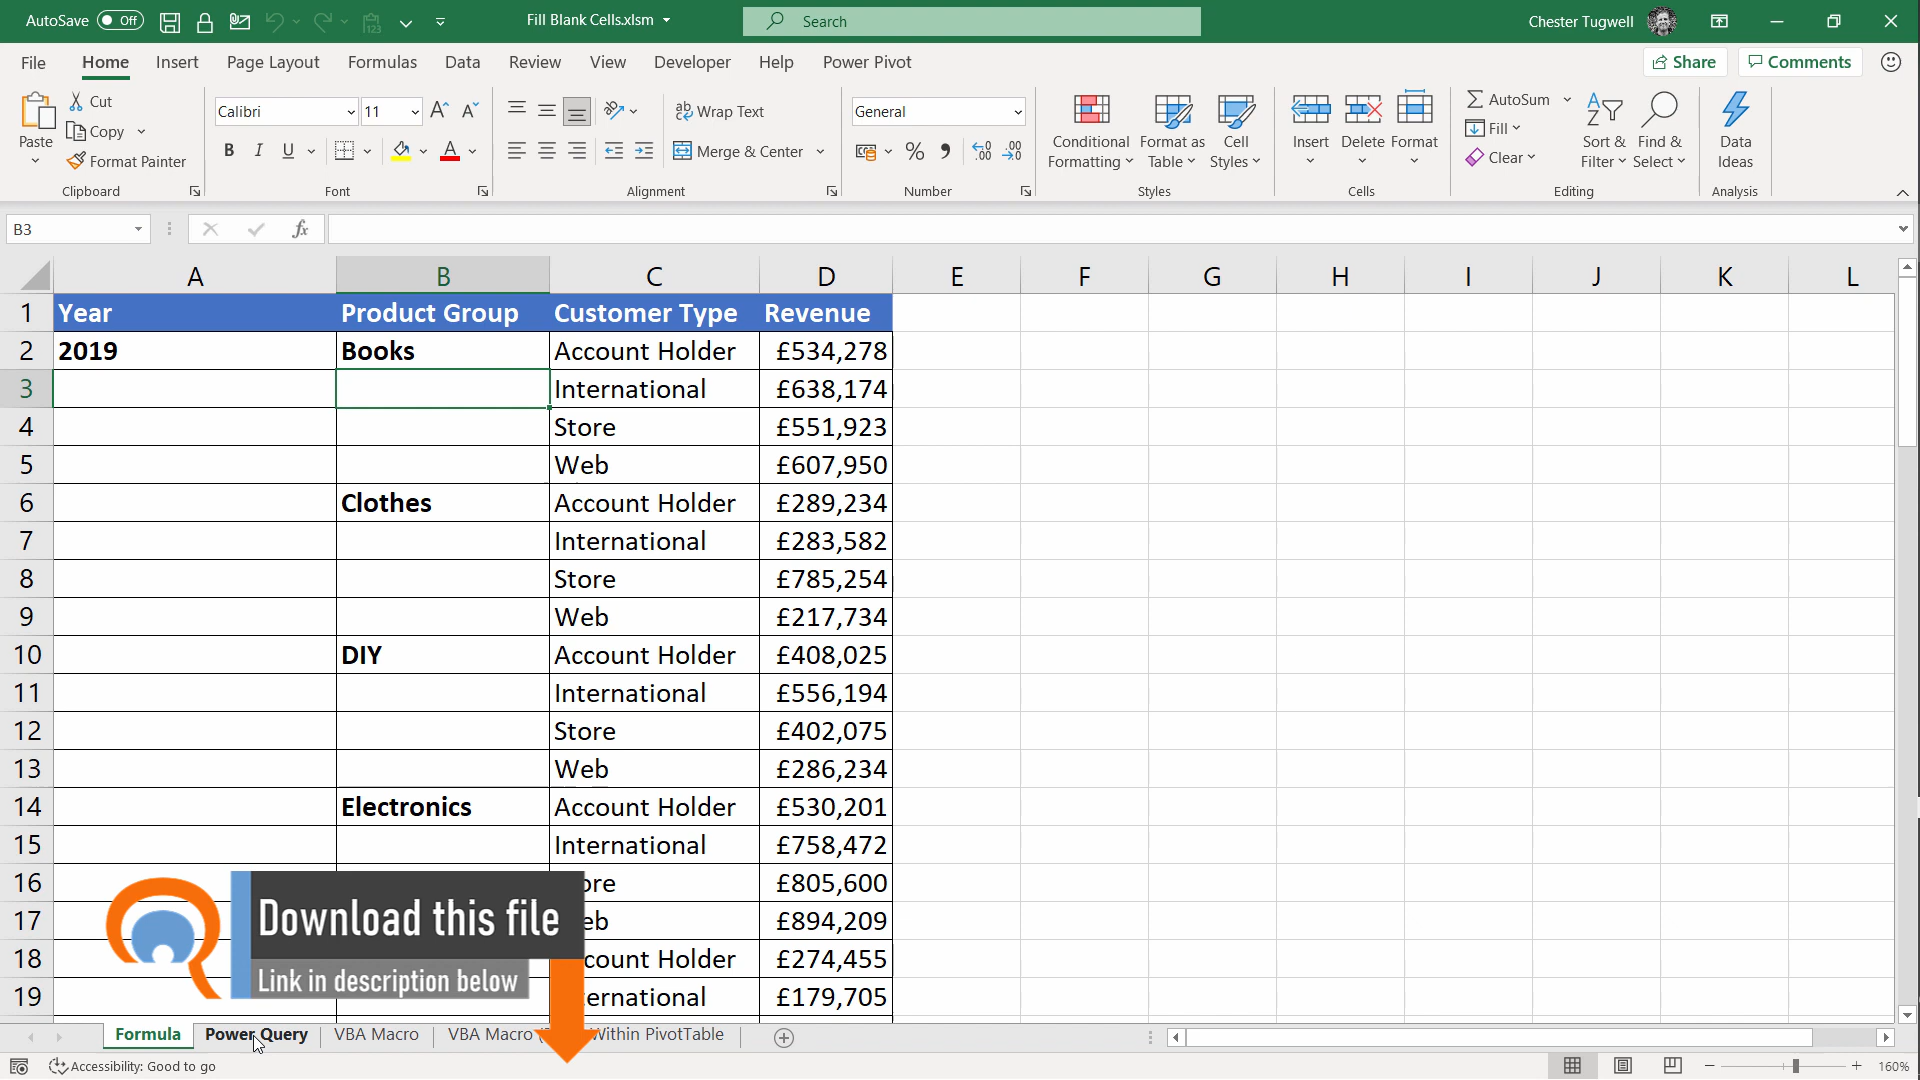 AutoSave Off Fill Blank Cells.xlsm Search Chester Tugwell
File Home Insert Page Layout Formulas Data Review View Developer Help Power Pivot Share Comments
Paste Cut Copy Format Painter Clipboard
Calibri 11 B I U A Font
Wrap Text Merge & Center Alignment
General % Number
Conditional Formatting Format as Table Cell Styles Styles
Insert Delete Format Cells
AutoSum Fill Clear Sort & Filter Find & Select Editing
Data Ideas Analysis
B3 fx
A B C D E F G H I J K L
1 Year Product Group Customer Type Revenue
2 2019 Books Account Holder £534,278
3 International £638,174
4 Store £551,923
5 Web £607,950
6 Clothes Account Holder £289,234
7 International £283,582
8 Store £785,254
9 Web £217,734
10 DIY Account Holder £408,025
11 International £556,194
12 Store £402,075
13 Web £286,234
14 Electronics Account Holder £530,201
15 International £758,472
16 ore £805,600
17 eb £894,209
18 count Holder £274,455
19 ernational £179,705
Download this file
Link in description below
Formula Power Query VBA Macro VBA Macro Within PivotTable
Accessibility: Good to go 160%